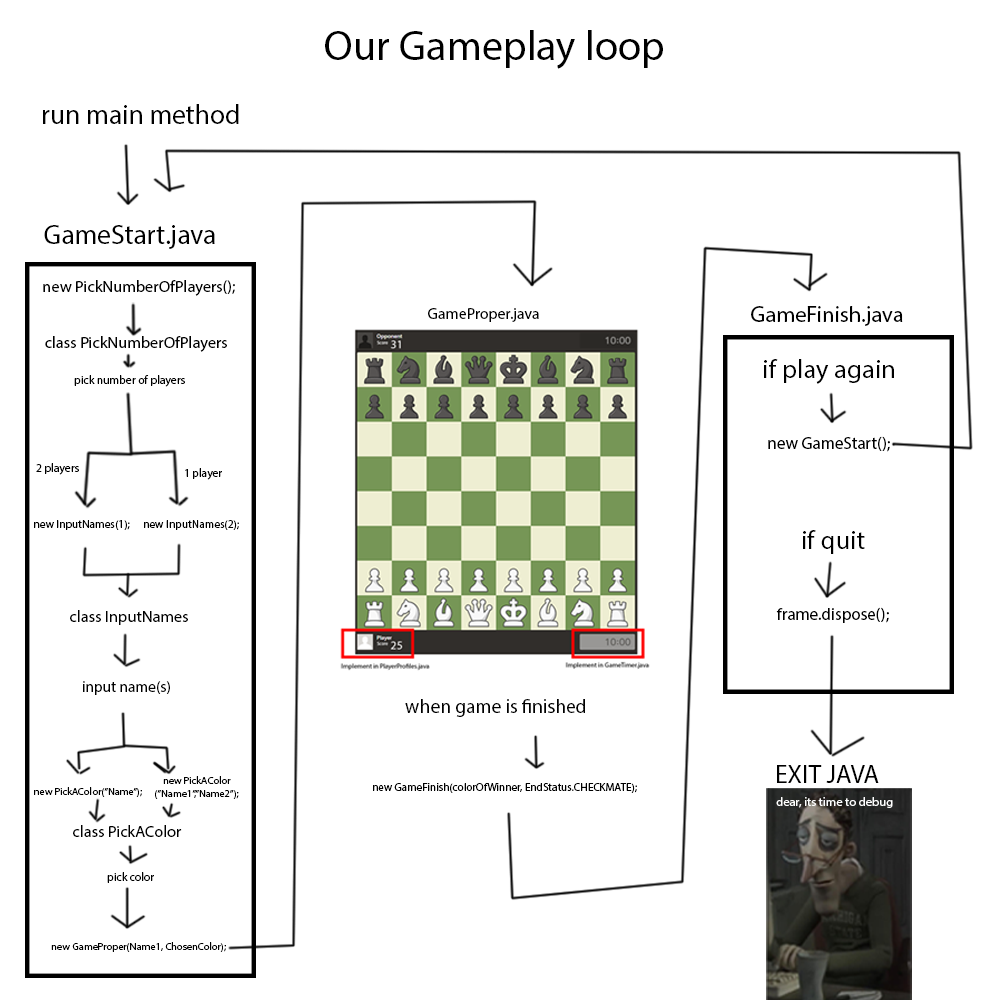 Our Gameplay loop
run main method
GameStart.java
new PickNumberOfPlayers();
class PickNumberOfPlayers
pick number of players
2 players
1 player
new InputNames(1);
new InputNames(2);
class InputNames
input name(s)
new PickAColor("Name");
new PickAColor
("Name1","Name2");
class PickAColor
pick color
new GameProper(Name1, ChosenColor);
GameProper.java
Opponent
Score 31
10:00
Player
Score 25
10:00
Implement in PlayerProfiles.java
Implement in GameTimer.java
when game is finished
new GameFinish(colorOfWinner, EndStatus.CHECKMATE);
GameFinish.java
if play again
new GameStart();
if quit
frame.dispose();
EXIT JAVA
dear, its time to debug